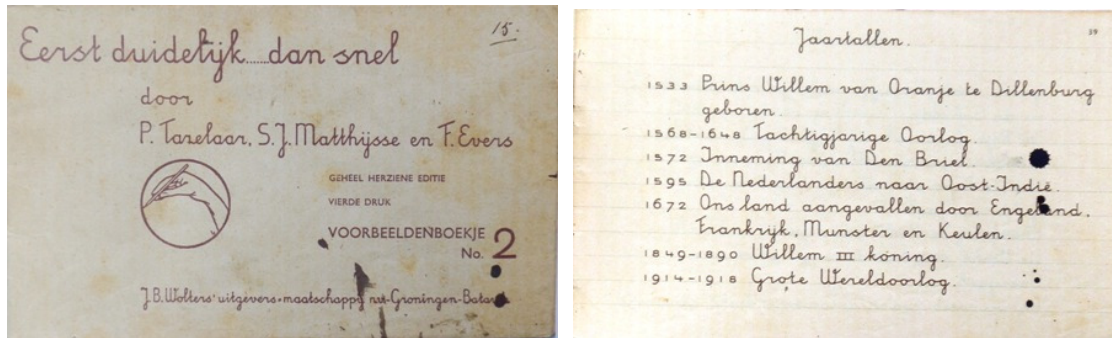 15.
Eerst duidelijk......dan snel
door
P. Tazelaar, S.J. Matthijsse en F. Evers
GEHEEL HERZIENE EDITIE
VIERDE DRUK
VOORBEELDENBOEKJE
No. 2
J.B. Wolters' uitgevers-maatschappij n.v.-Groningen-
Jaartallen.
1533 Prins Willem van Oranje te Dillenburg
geboren.
1568-1648 Tachtigjarige Oorlog.
1572 Inneming van Den Briel.
1595 De Nederlanders naar Oost-Indië.
1672 Ons land aangevallen door Engeland,
Frankrijk, Munster en Keulen.
1849-1890 Willem III koning.
1914-1918 Grote Wereldoorlog.